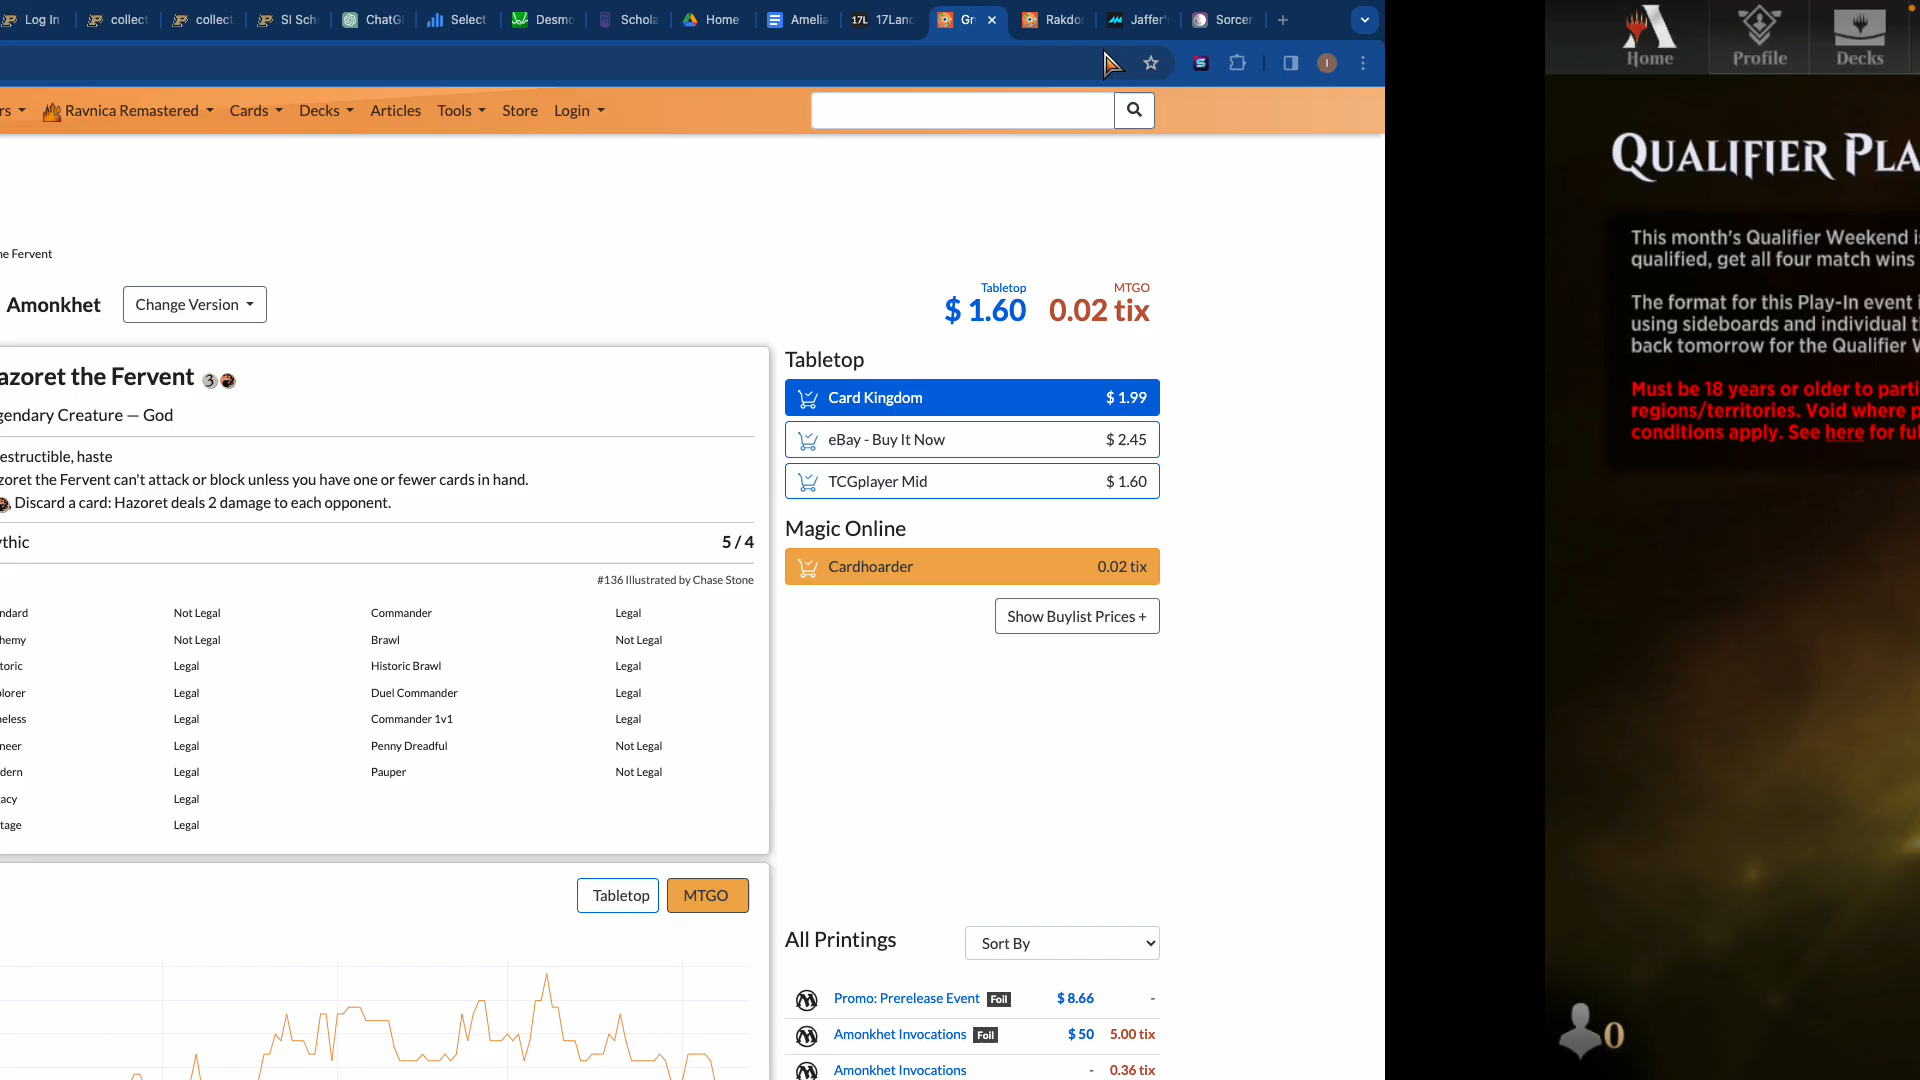 Log In collect collect SI Sch ChatG Select Desmo Schola Home Amelia 17L 17Lanc Gr Rakdo Jaffer' Sorcer
rs Ravnica Remastered Cards Decks Articles Tools Store Login
he Fervent
Amonkhet Change Version
Tabletop MTGO
$ 1.60 0.02 tix
azoret the Fervent 3
gendary Creature — God
estructible, haste
zoret the Fervent can't attack or block unless you have one or fewer cards in hand.
, Discard a card: Hazoret deals 2 damage to each opponent.
ythic 5 / 4
#136 Illustrated by Chase Stone
ndard Not Legal Commander Legal
hemy Not Legal Brawl Not Legal
toric Legal Historic Brawl Legal
plorer Legal Duel Commander Legal
neless Legal Commander 1v1 Legal
neer Legal Penny Dreadful Not Legal
dern Legal Pauper Not Legal
acy Legal
tage Legal
Tabletop MTGO
Tabletop
Card Kingdom $ 1.99
eBay - Buy It Now $ 2.45
TCGplayer Mid $ 1.60
Magic Online
Cardhoarder 0.02 tix
Show Buylist Prices +
All Printings Sort By
Promo: Prerelease Event Foil $ 8.66 -
Amonkhet Invocations Foil $ 50 5.00 tix
Amonkhet Invocations - 0.36 tix
Home Profile Decks
QUALIFIER PLA
This month's Qualifier Weekend i
qualified, get all four match wins
The format for this Play-In event i
using sideboards and individual ti
back tomorrow for the Qualifier W
Must be 18 years or older to parti
regions/territories. Void where p
conditions apply. See here for ful
0